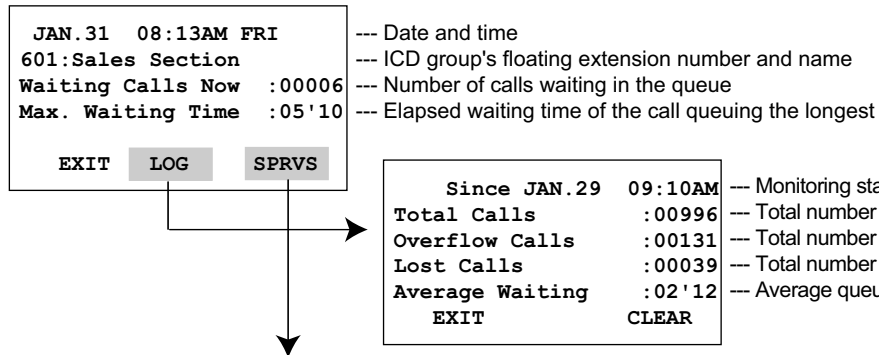 JAN.31 08:13AM FRI --- Date and time
601:Sales Section --- ICD group's floating extension number and name
Waiting Calls Now :00006 --- Number of calls waiting in the queue
Max. Waiting Time :05'10 --- Elapsed waiting time of the call queuing the longest
EXIT LOG SPRVS
Since JAN.29 09:10AM --- Monitoring
Total Calls :00996 --- Total number
Overflow Calls :00131 --- Total number
Lost Calls :00039 --- Total number
Average Waiting :02'12 --- Average
EXIT CLEAR